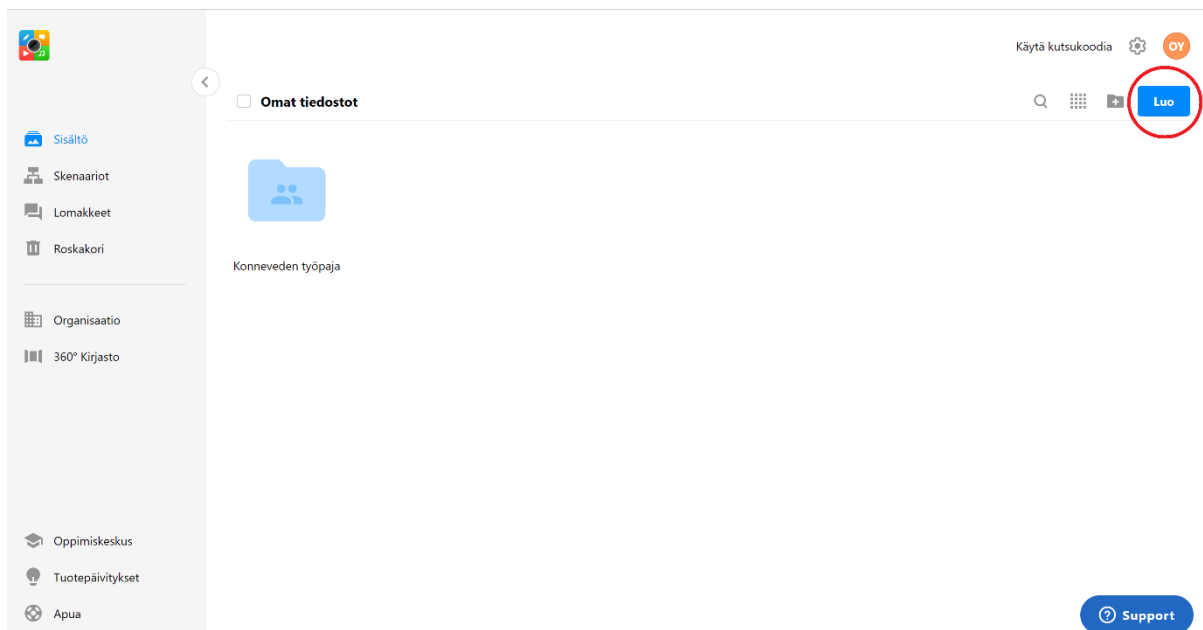 Käytä kutsukoodia
OY
Omat tiedostot
Luo
Sisältö
Skenaariot
Lomakkeet
Roskakori
Konneveden työpaja
Organisaatio
360° Kirjasto
Oppimiskeskus
Tuotepäivitykset
Apua
Support